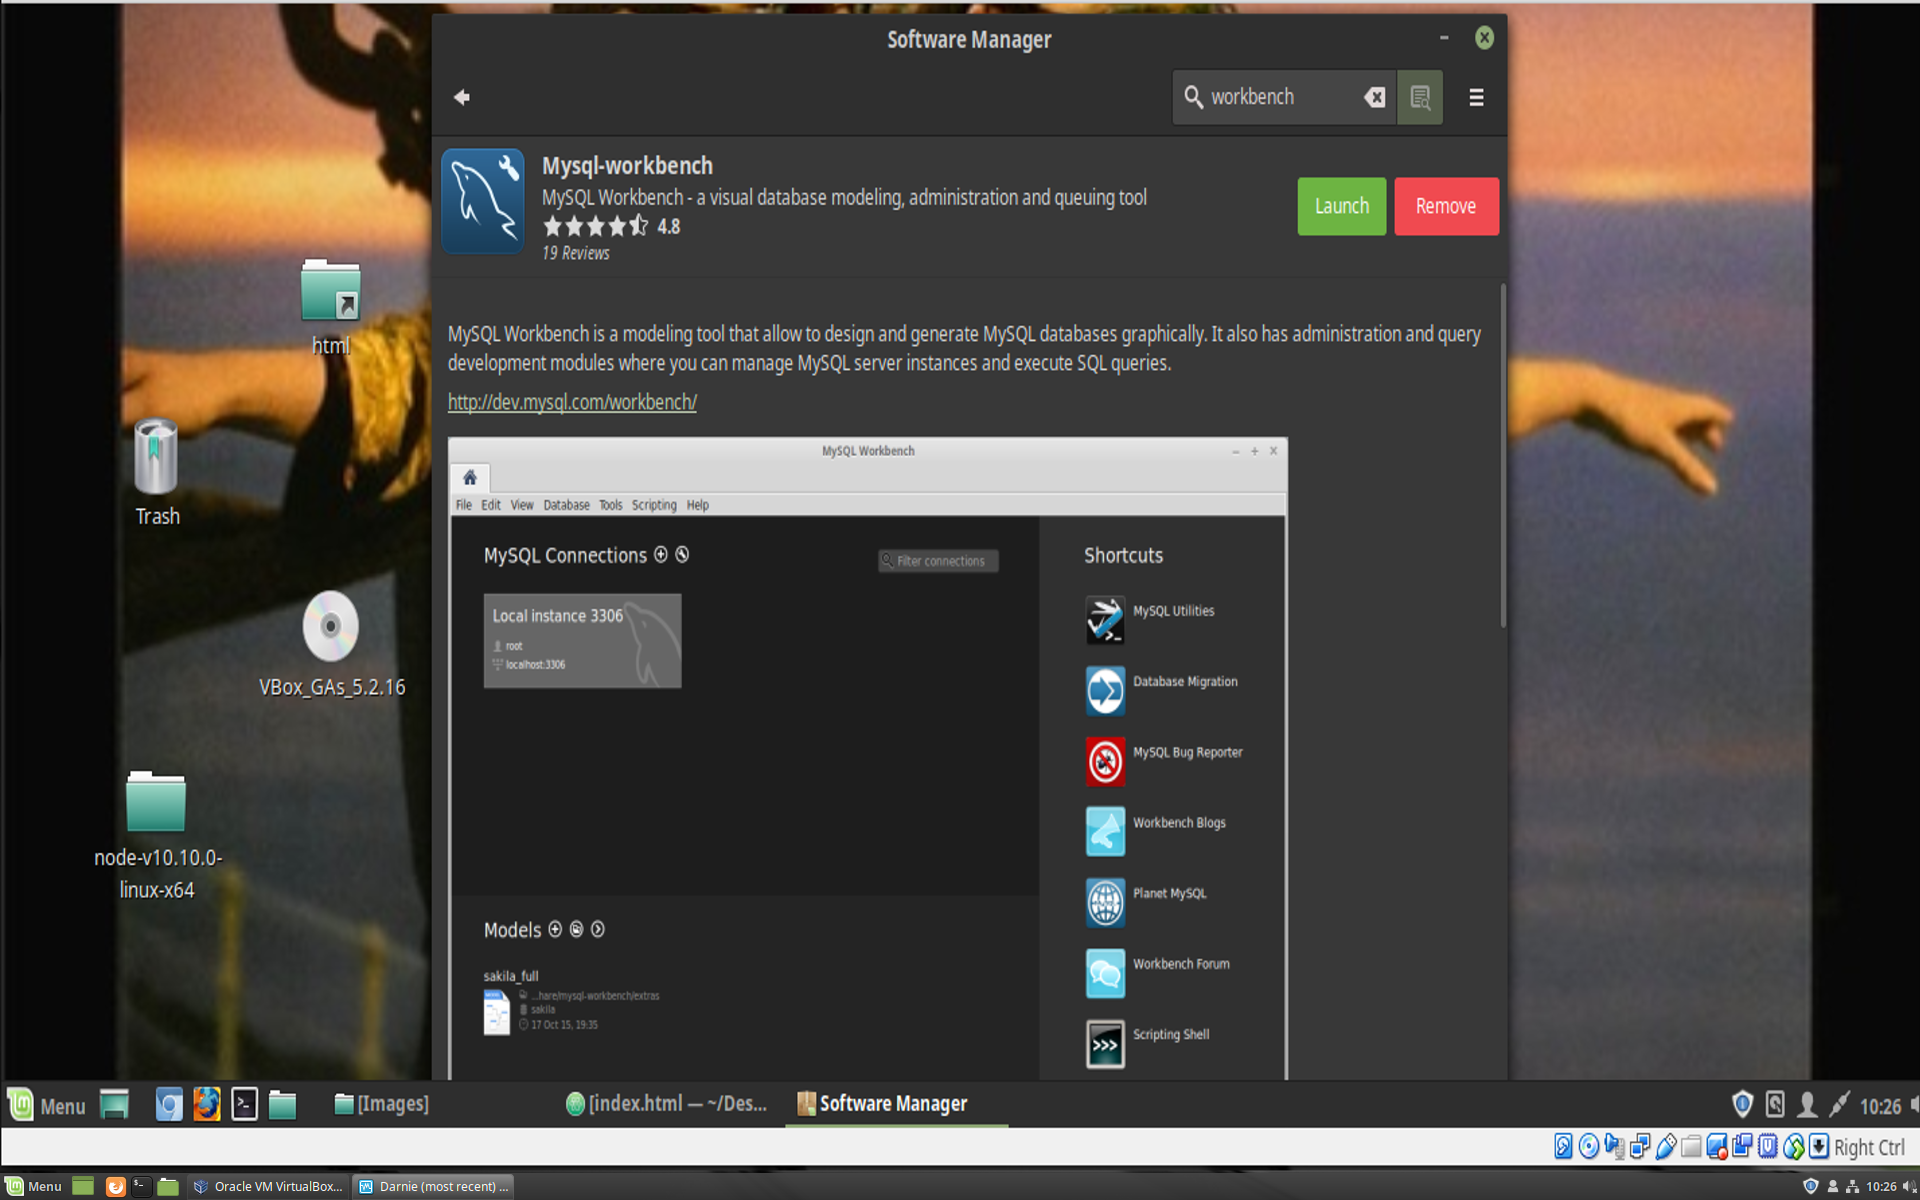 Software Manager
workbench
Mysql-workbench
MySQL Workbench - a visual database modeling, administration and queuing tool
4.8
19 Reviews
Launch
Remove
MySQL Workbench is a modeling tool that allow to design and generate MySQL databases graphically. It also has administration and query
development modules where you can manage MySQL server instances and execute SQL queries.
http://dev.mysql.com/workbench/
MySQL Workbench
File Edit View Database Tools Scripting Help
MySQL Connections
Filter connections
Shortcuts
Local instance 3306
root
localhost:3306
MySQL Utilities
Database Migration
MySQL Bug Reporter
Workbench Blogs
Planet MySQL
Workbench Forum
Scripting Shell
>>>
Models
sakila_full
...hare/mysql-workbench/extras
sakila
17 Oct 15, 19:35
html
Trash
VBox_GAs_5.2.16
node-v10.10.0-
linux-x64
Menu
[Images]
[index.html — ~/Des...
Software Manager
10:26
Right Ctrl
Menu
Oracle VM VirtualBox...
Darnie (most recent) ...
10:26